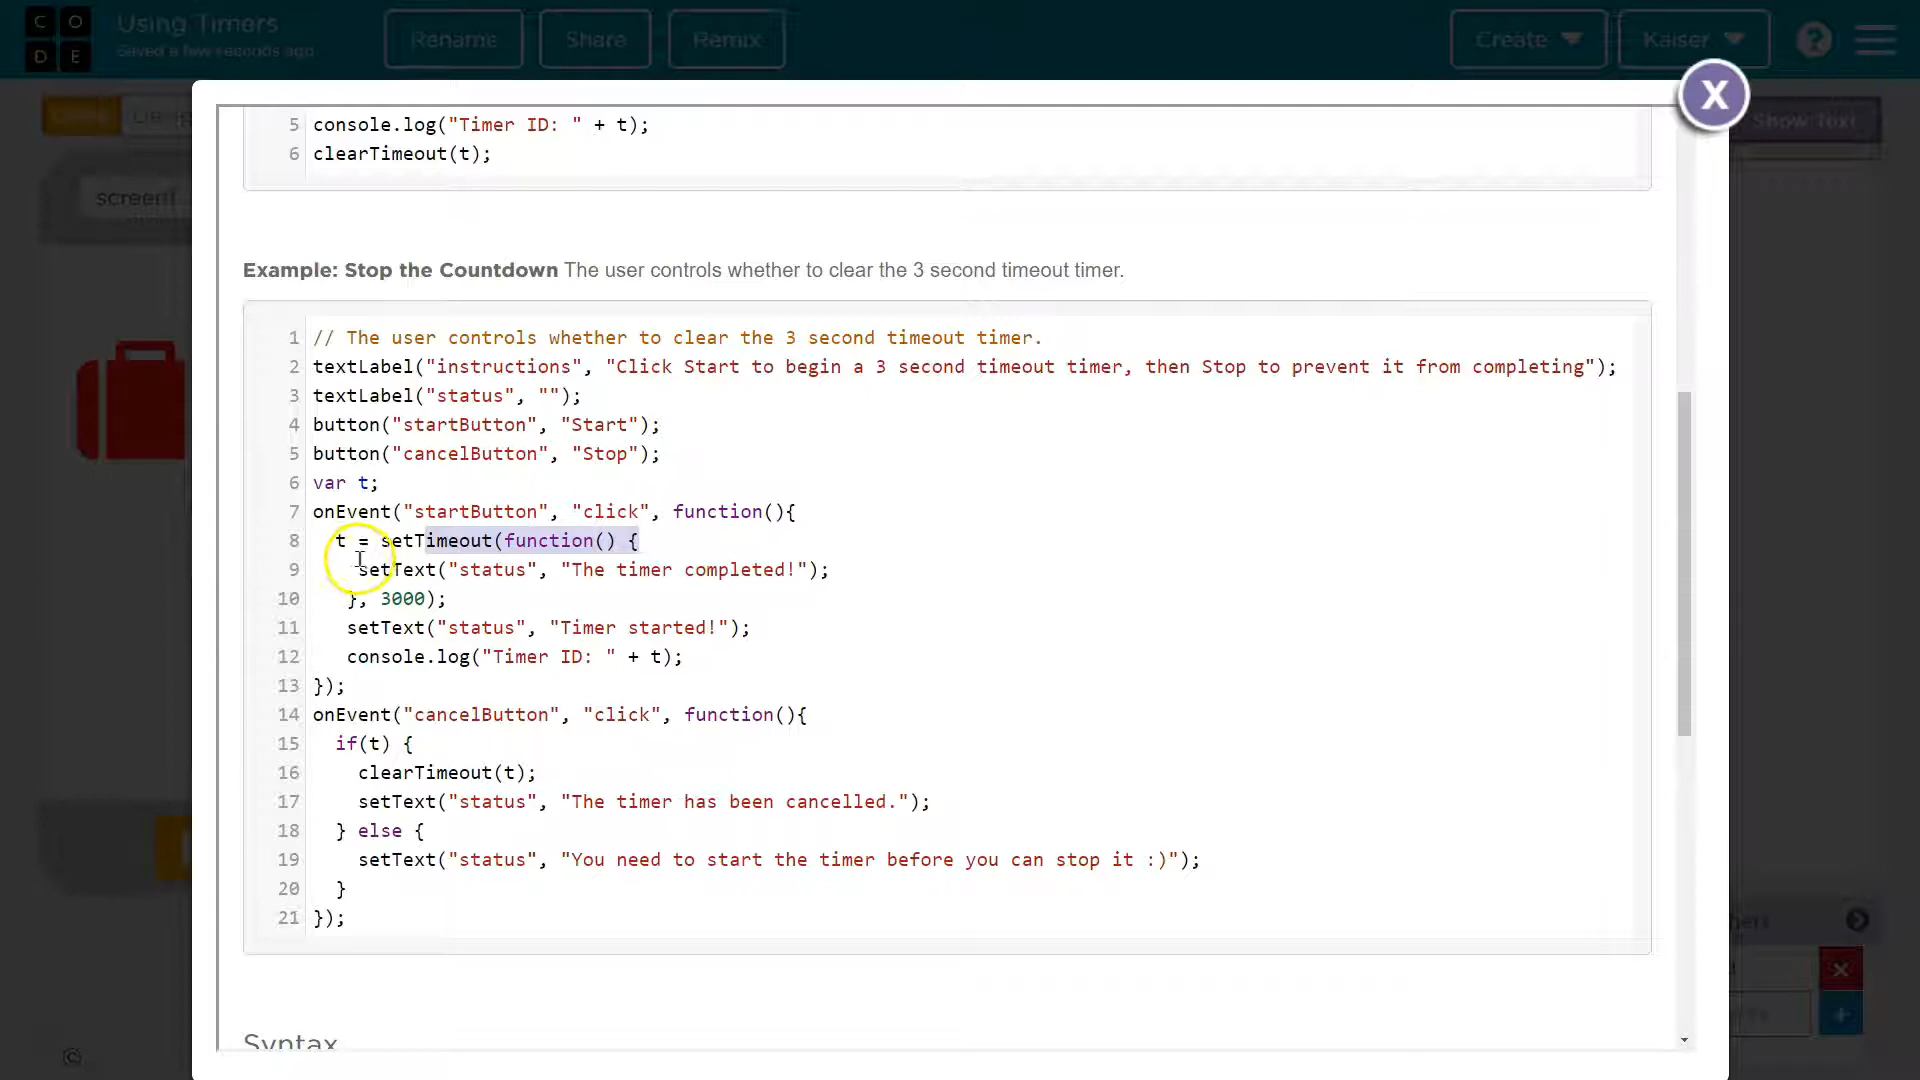 CODE
Using Timers
Saved a few seconds ago
Rename
Share
Remix
Create
Kaiser
?
X
Show Text
screen1
5 console.log("Timer ID: " + t);
6 clearTimeout(t);
Example: Stop the Countdown The user controls whether to clear the 3 second timeout timer.
1 // The user controls whether to clear the 3 second timeout timer.
2 textLabel("instructions", "Click Start to begin a 3 second timeout timer, then Stop to prevent it from completing");
3 textLabel("status", "");
4 button("startButton", "Start");
5 button("cancelButton", "Stop");
6 var t;
7 onEvent("startButton", "click", function(){
8 t = setTimeout(function() {
9 setText("status", "The timer completed!");
10 }, 3000);
11 setText("status", "Timer started!");
12 console.log("Timer ID: " + t);
13 });
14 onEvent("cancelButton", "click", function(){
15 if(t) {
16 clearTimeout(t);
17 setText("status", "The timer has been cancelled.");
18 } else {
19 setText("status", "You need to start the timer before you can stop it :)");
20 }
21 });
Syntax